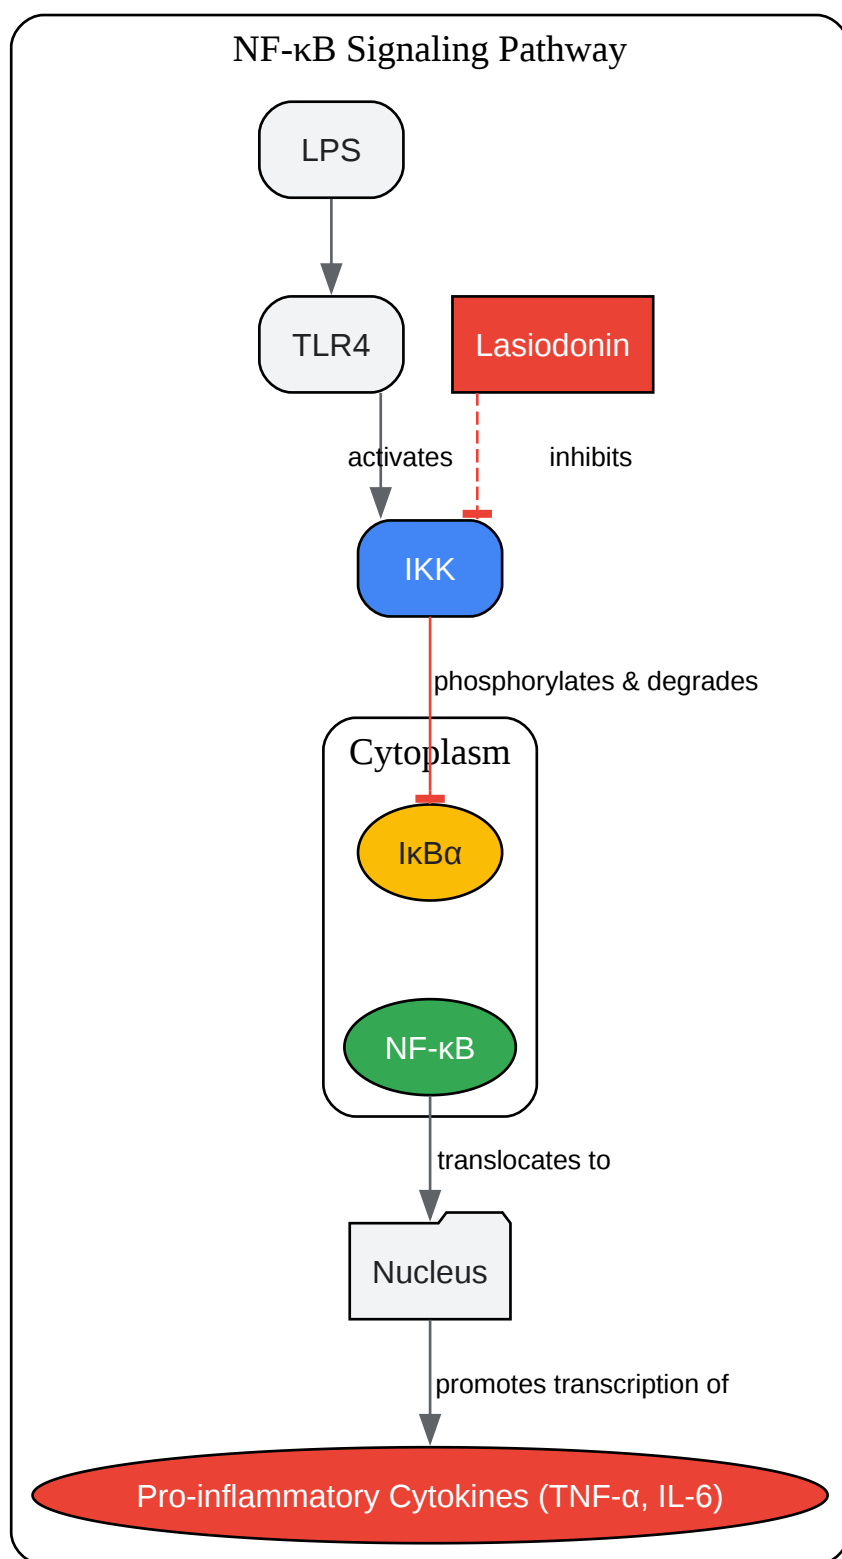 NF-κB Signaling Pathway
LPS
TLR4
Lasiodonin
activates
inhibits
IKK
phosphorylates & degrades
Cytoplasm
IκBα
NF-κB
translocates to
Nucleus
promotes transcription of
Pro-inflammatory Cytokines (TNF-α, IL-6)